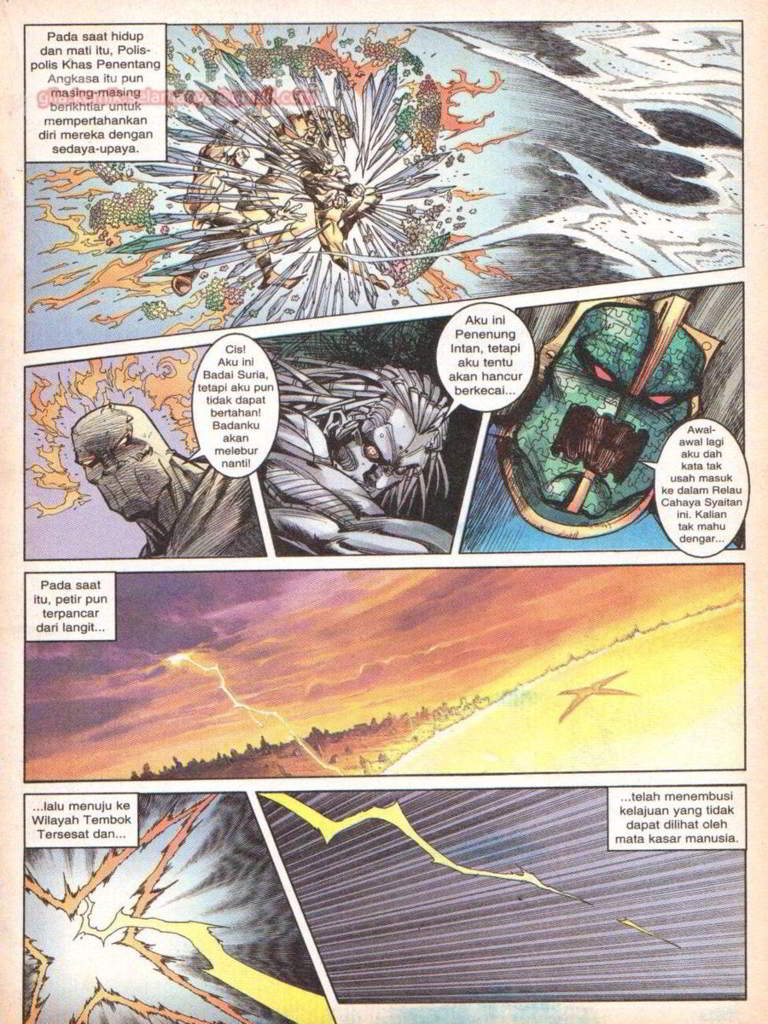 Pada saat hidup
dan mati itu, Polis-
polis Khas Penentang
Angkasa itu pun
masing-masing
berikhtiar untuk
mempertahankan
diri mereka dengan
sedaya-upaya.
Cis!
Aku ini
Badai Suria,
tetapi aku pun
tidak dapat
bertahan!
Badanku
akan
melebur
nanti!
Aku ini
Penenung
Intan, tetapi
aku tentu
akan hancur
berkecai...
Awal-
awal lagi
aku dah
kata tak
usah masuk
ke dalam Relau
Cahaya Syaitan
ini. Kalian
tak mahu
dengar...
Pada saat
itu, petir pun
terpancar
dari langit...
...lalu menuju ke
Wilayah Tembok
Tersesat dan...
...telah menembusi
kelajuan yang tidak
dapat dilihat oleh
mata kasar manusia.